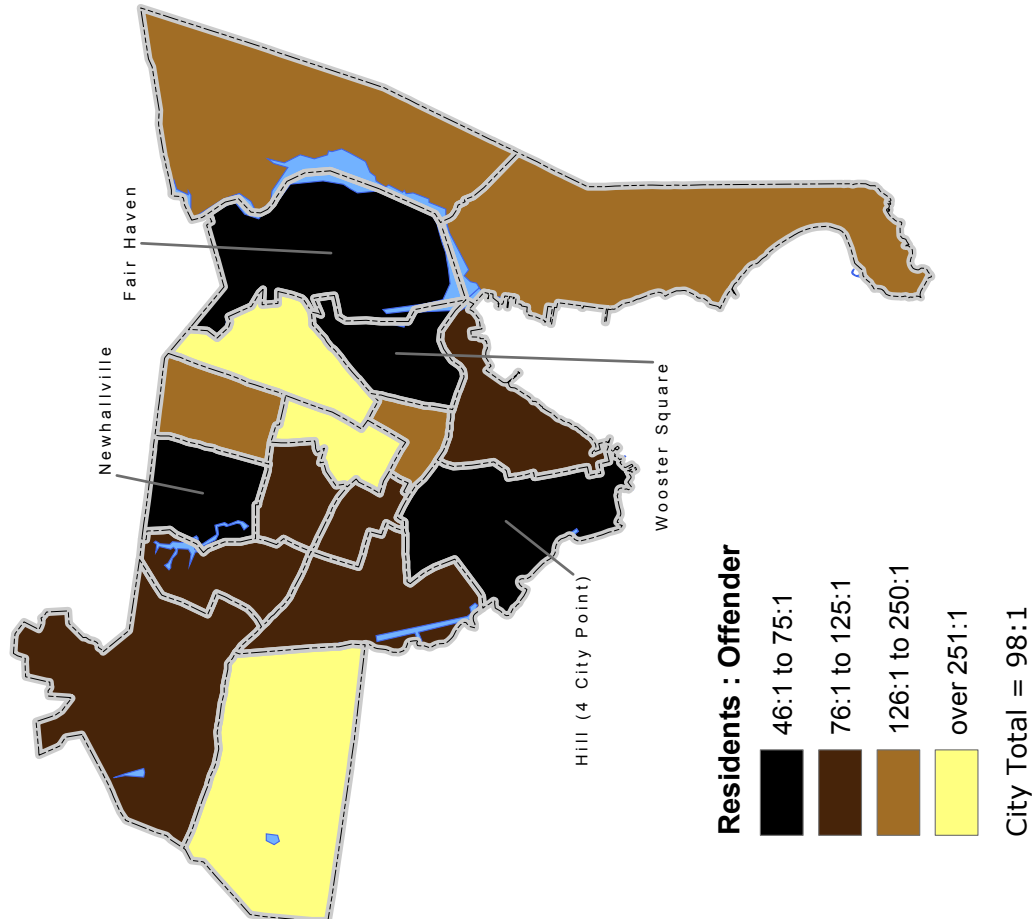 Fair Haven
Newhallville
Wooster Square
Hill (4 City Point)
Residents : Offender
46:1 to 75:1
76:1 to 125:1
126:1 to 250:1
over 251:1
City Total = 98:1